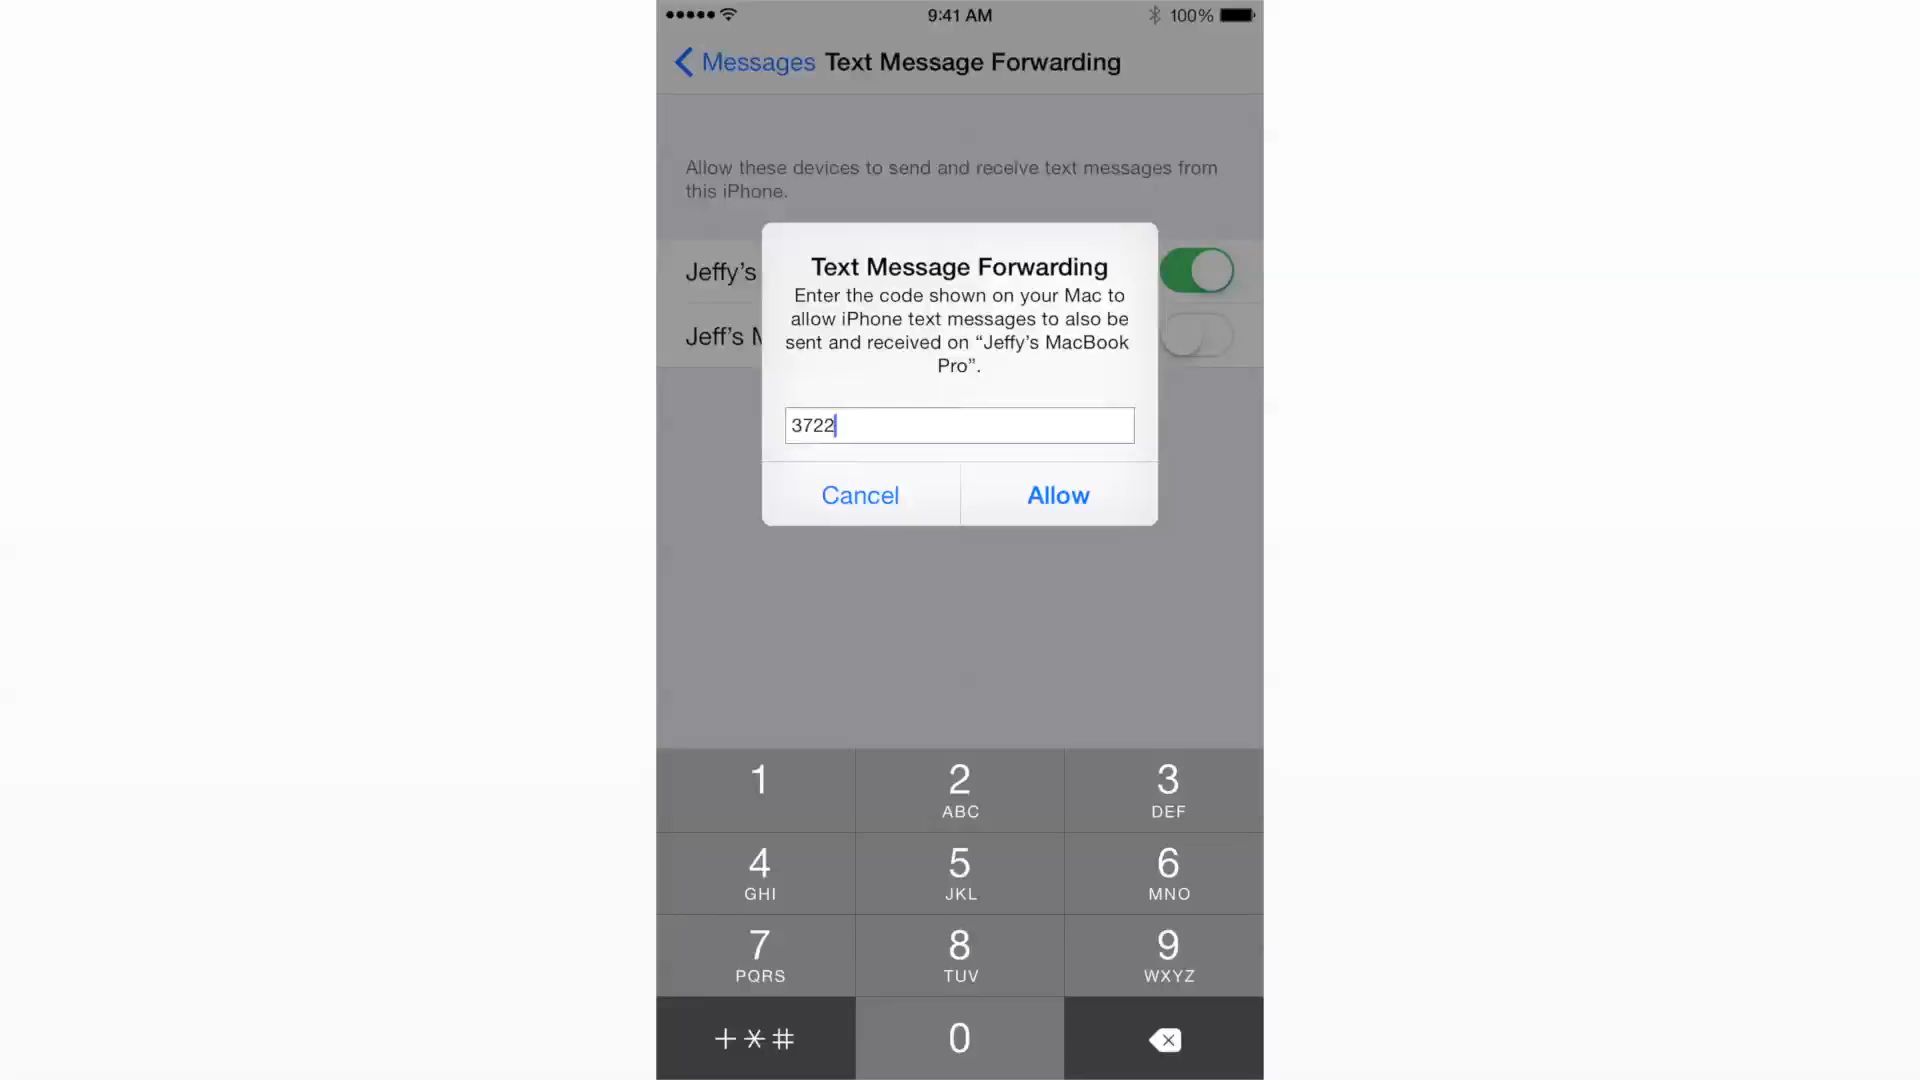 9:41 AM 100%
Messages Text Message Forwarding
Allow these devices to send and receive text messages from
this iPhone.
Jeffy’s
Jeff’s M
Text Message Forwarding
Enter the code shown on your Mac to
allow iPhone text messages to also be
sent and received on “Jeffy’s MacBook
Pro”.
3722
Cancel Allow
1 2 3
ABC DEF
4 5 6
GHI JKL MNO
7 8 9
PQRS TUV WXYZ
+*# 0